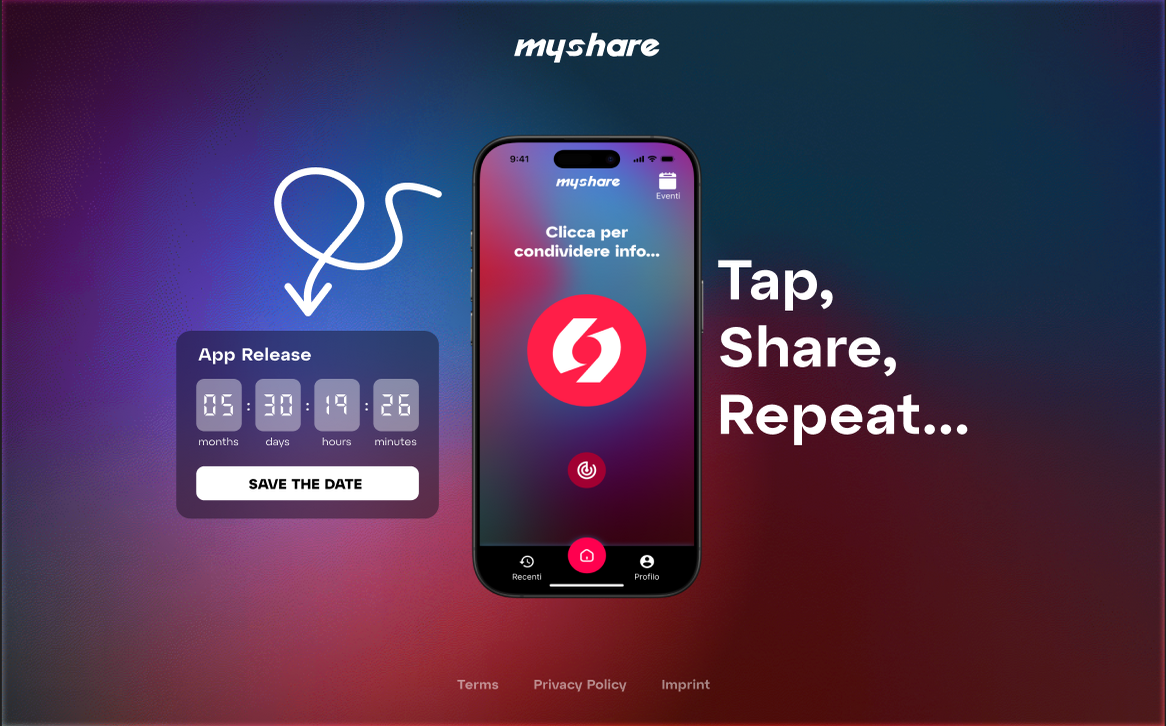 myshare
9:41
myshare
Eventi
Clicca per
condividere info...
Tap,
Share,
Repeat...
App Release
05 : 30 : 19 : 26
months days hours minutes
SAVE THE DATE
Recenti
Profilo
Terms Privacy Policy Imprint